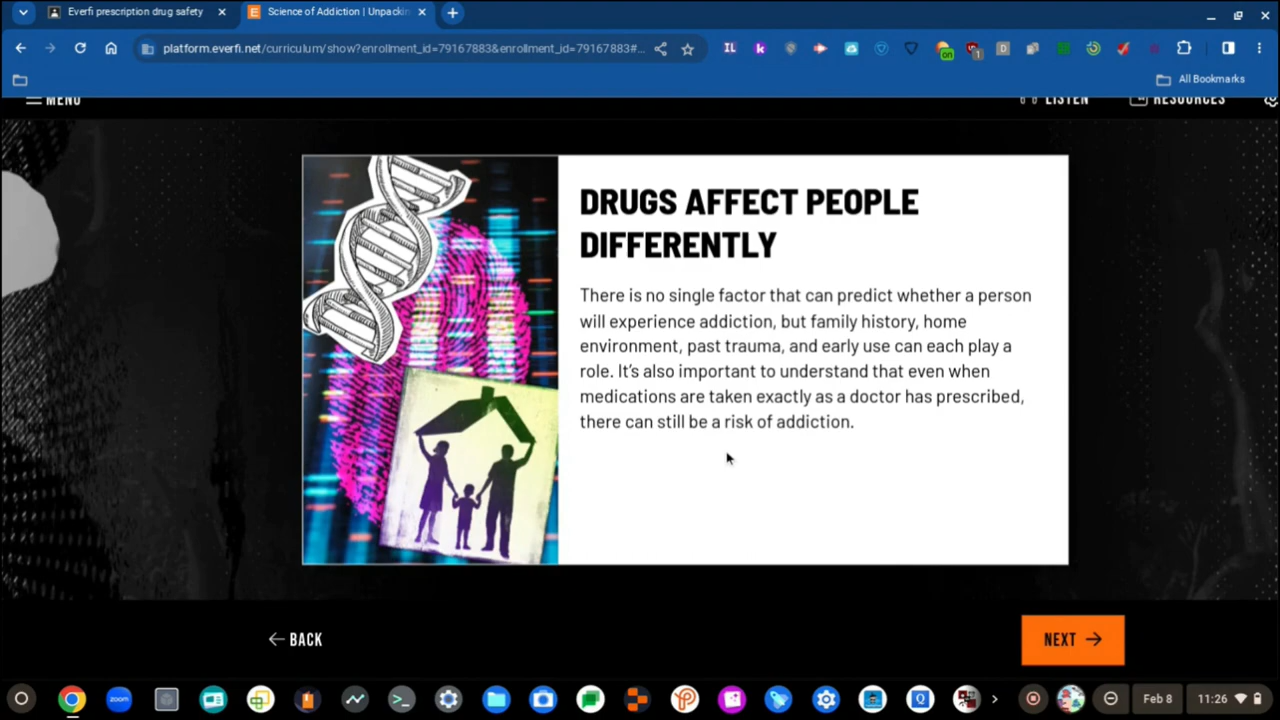 Everfi prescription drug safety
Science of Addiction | Unpackin
platform.everfi.net/curriculum/show?enrollment_id=79167883&enrollment_id=79167883#...
All Bookmarks
MENU
LISTEN
RESOURCES
DRUGS AFFECT PEOPLE
DIFFERENTLY
There is no single factor that can predict whether a person
will experience addiction, but family history, home
environment, past trauma, and early use can each play a
role. It’s also important to understand that even when
medications are taken exactly as a doctor has prescribed,
there can still be a risk of addiction.
← BACK
NEXT →
zoom
Feb 8
11:26